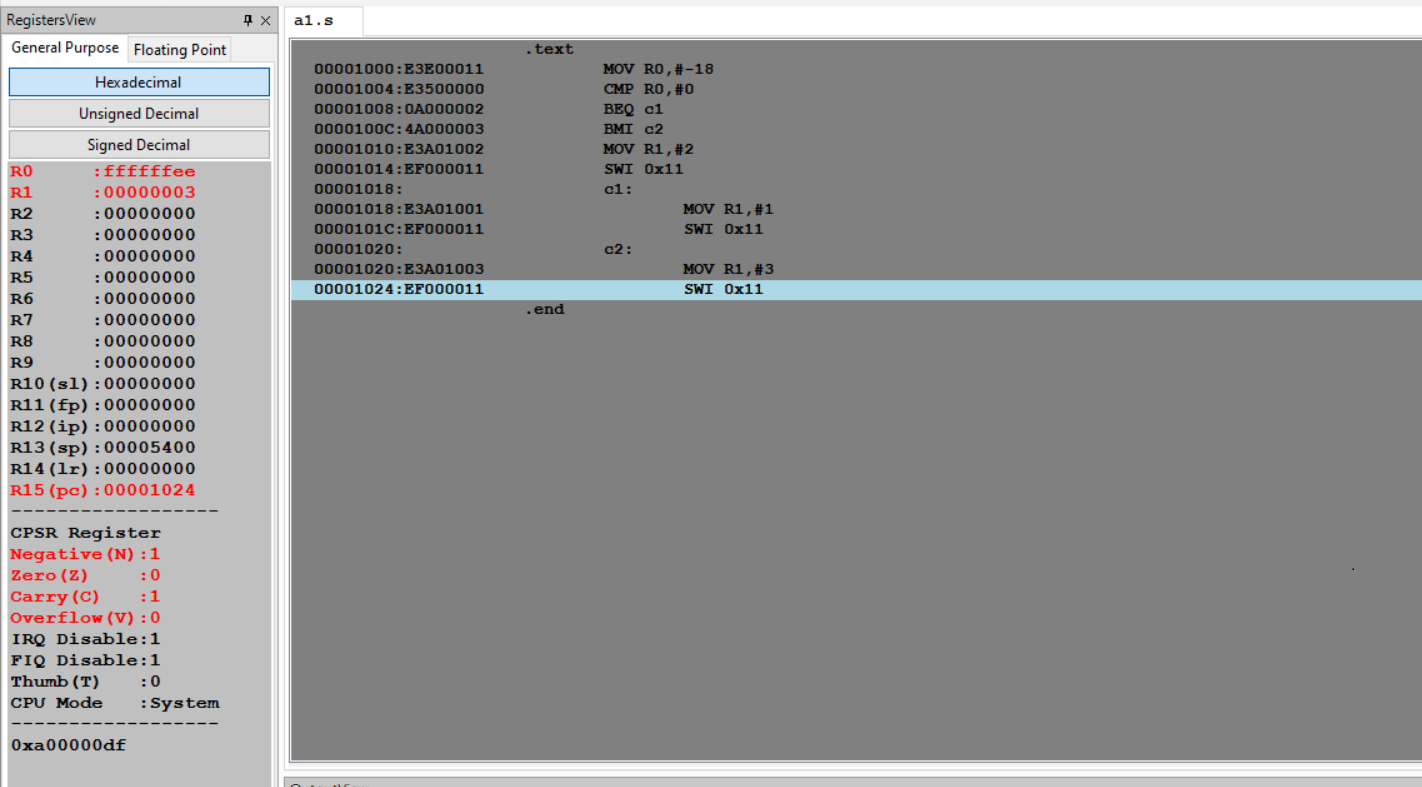 RegistersView
General Purpose
Floating Point
Hexadecimal
Unsigned Decimal
Signed Decimal
R0 :ffffffee
R1 :00000003
R2 :00000000
R3 :00000000
R4 :00000000
R5 :00000000
R6 :00000000
R7 :00000000
R8 :00000000
R9 :00000000
R10(sl):00000000
R11(fp):00000000
R12(ip):00000000
R13(sp):00005400
R14(lr):00000000
R15(pc):00001024
-------------------
CPSR Register
Negative(N):1
Zero(Z) :0
Carry(C) :1
Overflow(V):0
IRQ Disable:1
FIQ Disable:1
Thumb(T) :0
CPU Mode :System
-------------------
0xa00000df
a1.s
.text
00001000:E3E00011 MOV R0,#-18
00001004:E3500000 CMP R0,#0
00001008:0A000002 BEQ c1
0000100C:4A000003 BMI c2
00001010:E3A01002 MOV R1,#2
00001014:EF000011 SWI 0x11
00001018: c1:
00001018:E3A01001 MOV R1,#1
0000101C:EF000011 SWI 0x11
00001020: c2:
00001020:E3A01003 MOV R1,#3
00001024:EF000011 SWI 0x11
.end